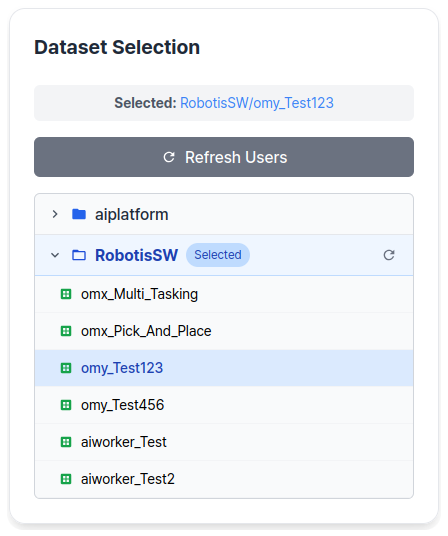 Dataset Selection
Selected: RobotisSW/omy_Test123
Refresh Users
aiplatform
RobotisSW Selected
omx_Multi_Tasking
omx_Pick_And_Place
omy_Test123
omy_Test456
aiworker_Test
aiworker_Test2